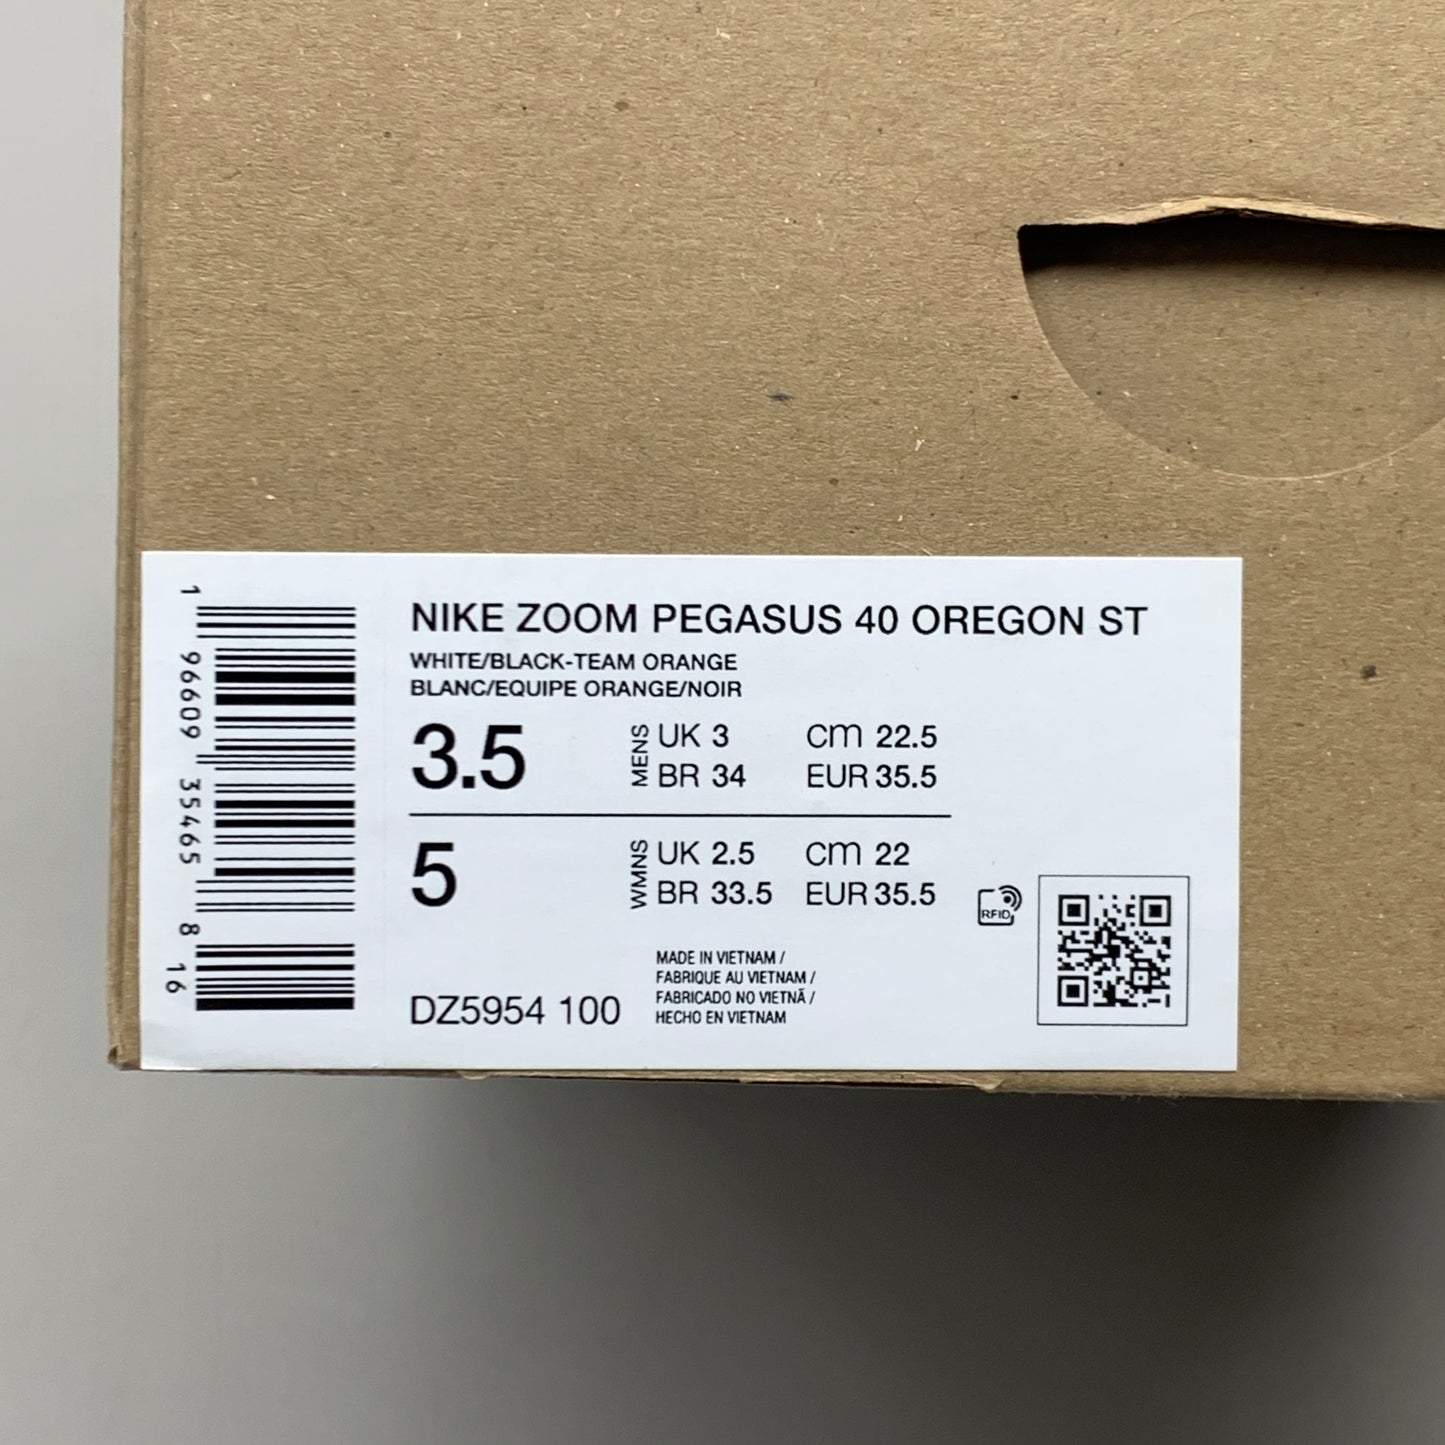 NIKE ZOOM PEGASUS 40 OREGON ST
WHITE/BLACK-TEAM ORANGE
BLANC/EQUIPE ORANGE/NOIR
3.5 MENS UK 3 CM 22.5
BR 34 EUR 35.5
5 WMNS UK 2.5 CM 22
BR 33.5 EUR 35.5
RFID
MADE IN VIETNAM /
FABRIQUE AU VIETNAM /
FABRICADO NO VIETNÃ /
HECHO EN VIETNAM
DZ5954 100
1 96609 35465 8 16